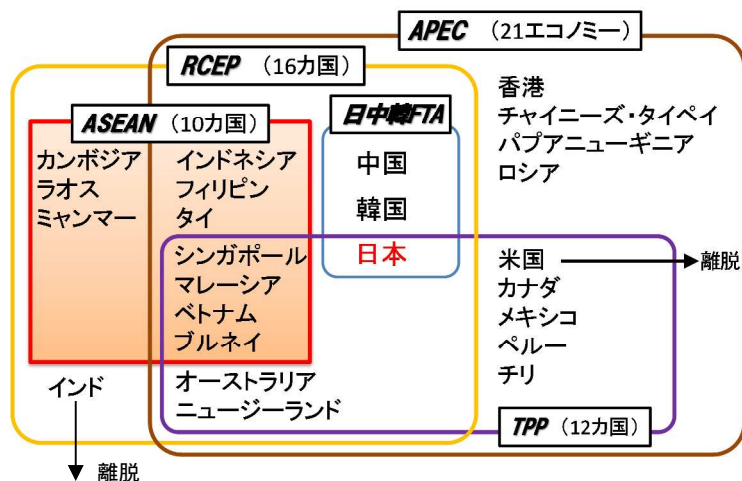 APEC (21エコノミー)
RCEP (16カ国)
ASEAN (10カ国)
日中韓FTA
香港
チャイニーズ・タイペイ
パプアニューギニア
ロシア
カンボジア
ラオス
ミャンマー
インドネシア
フィリピン
タイ
シンガポール
マレーシア
ベトナム
ブルネイ
中国
韓国
日本
米国
離脱
カナダ
メキシコ
ペルー
チリ
オーストラリア
ニュージーランド
インド
離脱
TPP (12カ国)